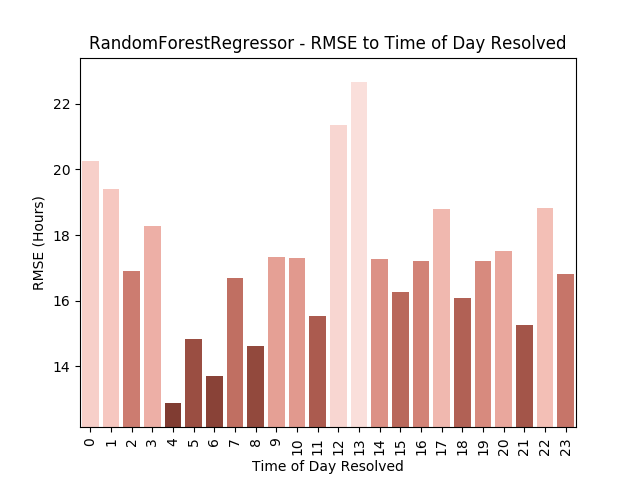 RandomForestRegressor - RMSE to Time of Day Resolved
22
20
18
16
14
RMSE (Hours)
0 1 2 3 4 5 6 7 8 9 10 11 12 13 14 15 16 17 18 19 20 21 22 23
Time of Day Resolved